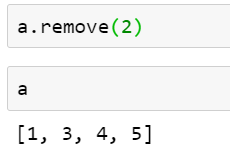 a.remove(2)
a
[1, 3, 4, 5]